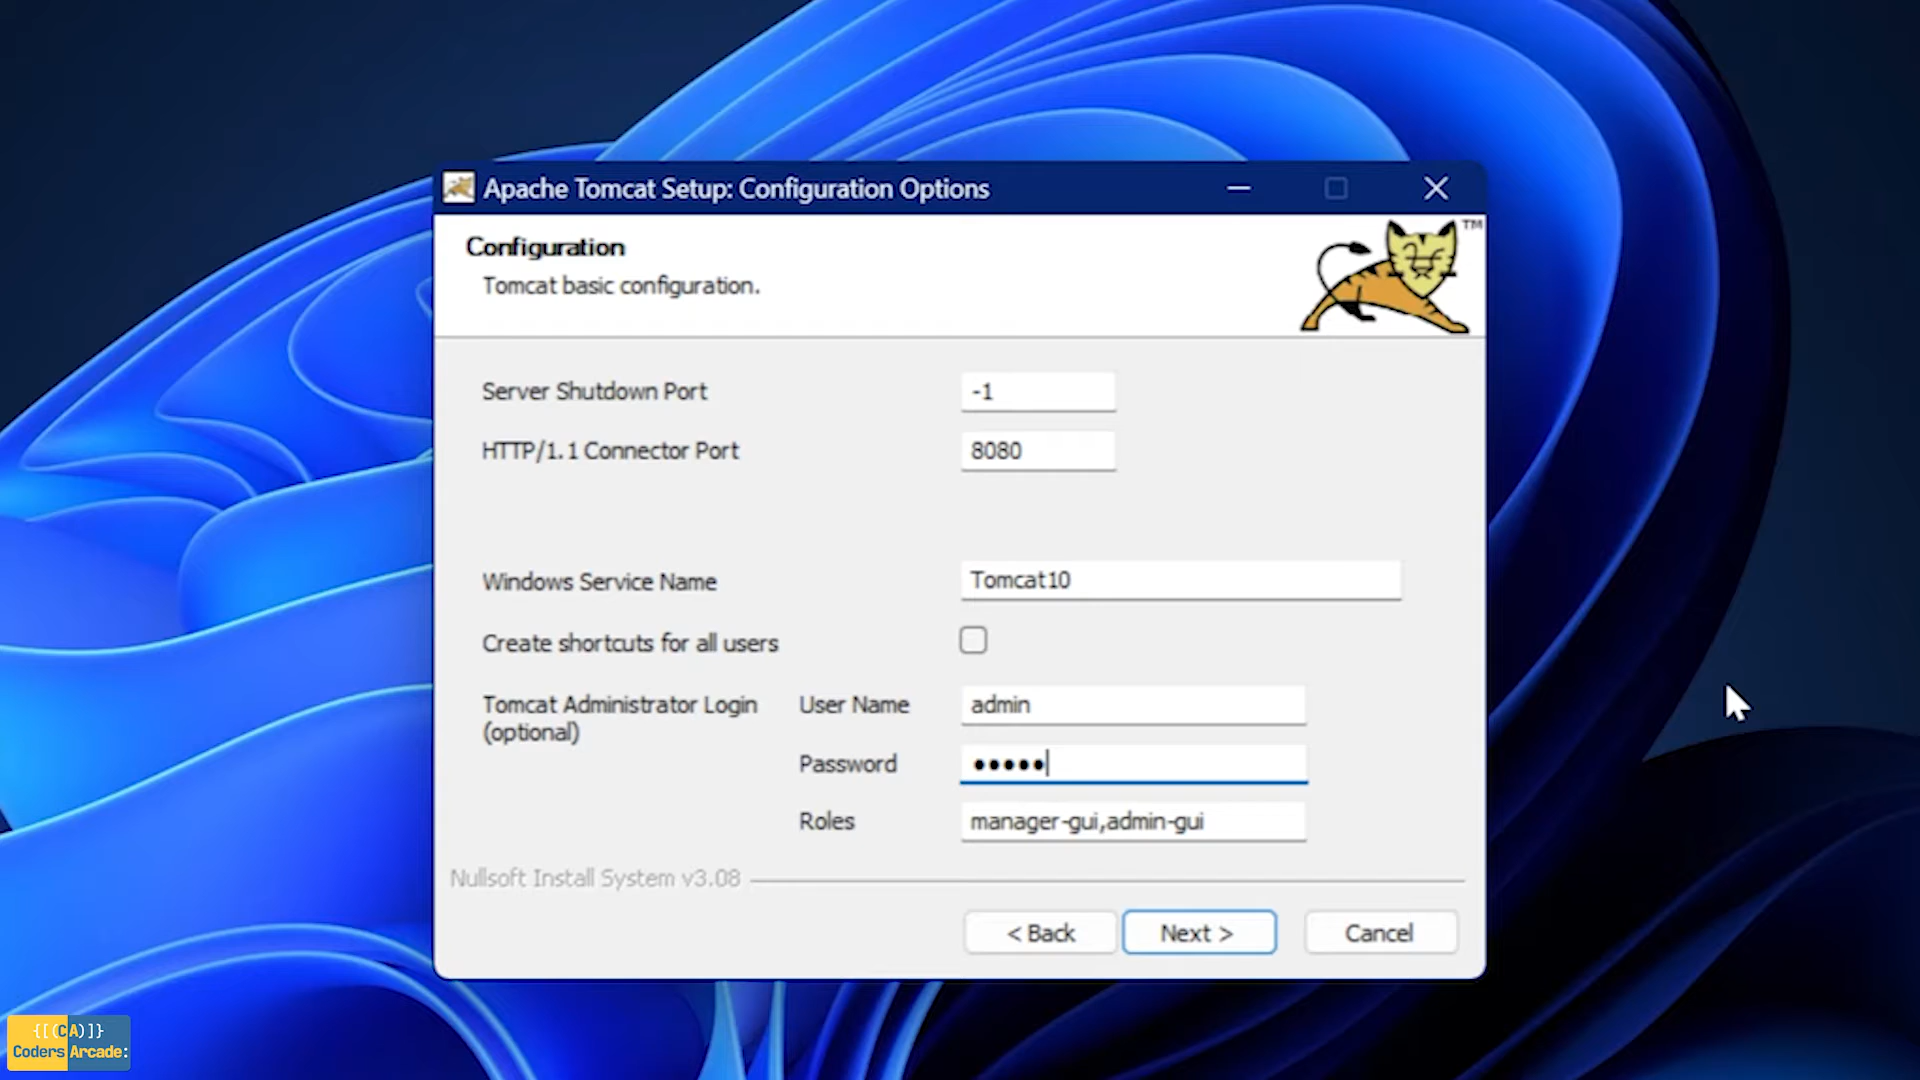 Apache Tomcat Setup: Configuration Options
TM
Configuration
Tomcat basic configuration.
Server Shutdown Port -1
HTTP/1.1 Connector Port 8080
Windows Service Name Tomcat10
Create shortcuts for all users
Tomcat Administrator Login User Name admin
(optional)
Password •••••
Roles manager-gui,admin-gui
Nullsoft Install System v3.08
< Back Next > Cancel
{[(CA)]}
Coders Arcade: